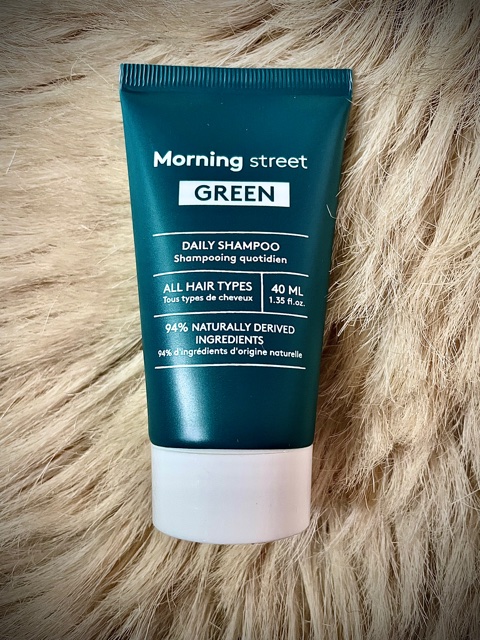 Morning street
GREEN
DAILY SHAMPOO
Shampooing quotidien
ALL HAIR TYPES
Tous types de cheveux
40 ML
1.35 fl.oz.
94% NATURALLY DERIVED
INGREDIENTS
94% d'ingrédients d'origine naturelle